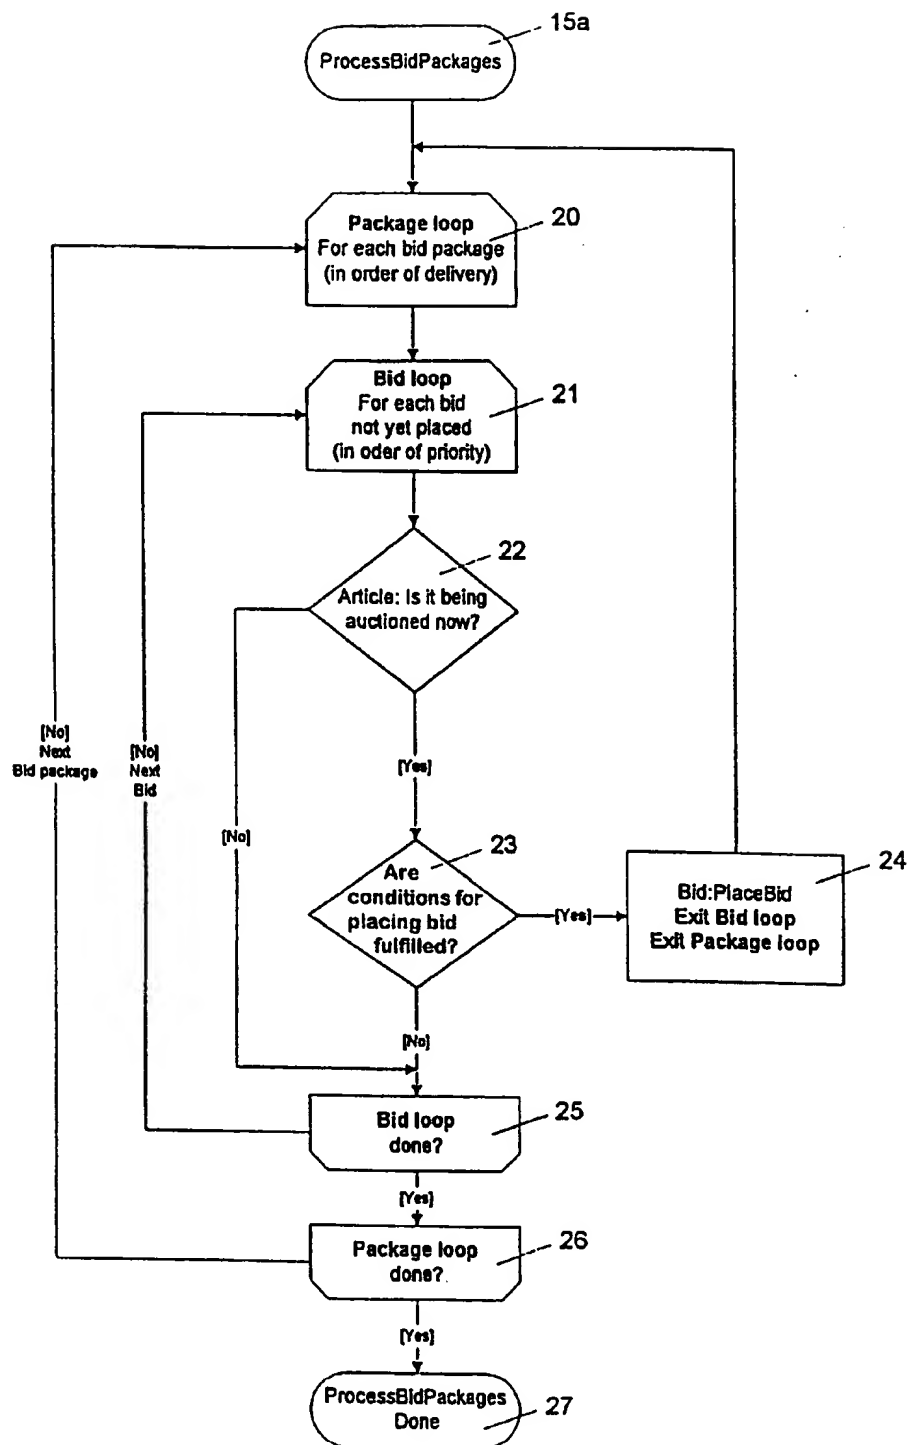 15a
ProcessBidPackages
Package loop
For each bid package
(in order of delivery)
20
Bid loop
For each bid
not yet placed
(in oder of priority)
21
22
Article: Is it being
auctioned now?
[No]
Next
Bid package
[No]
Next
Bid
[Yes]
[No]
23
Are
conditions for
placing bid
fulfilled?
[Yes]
24
Bid:PlaceBid
Exit Bid loop
Exit Package loop
[No]
Bid loop
done?
25
[Yes]
Package loop
done?
26
[Yes]
ProcessBidPackages
Done
27